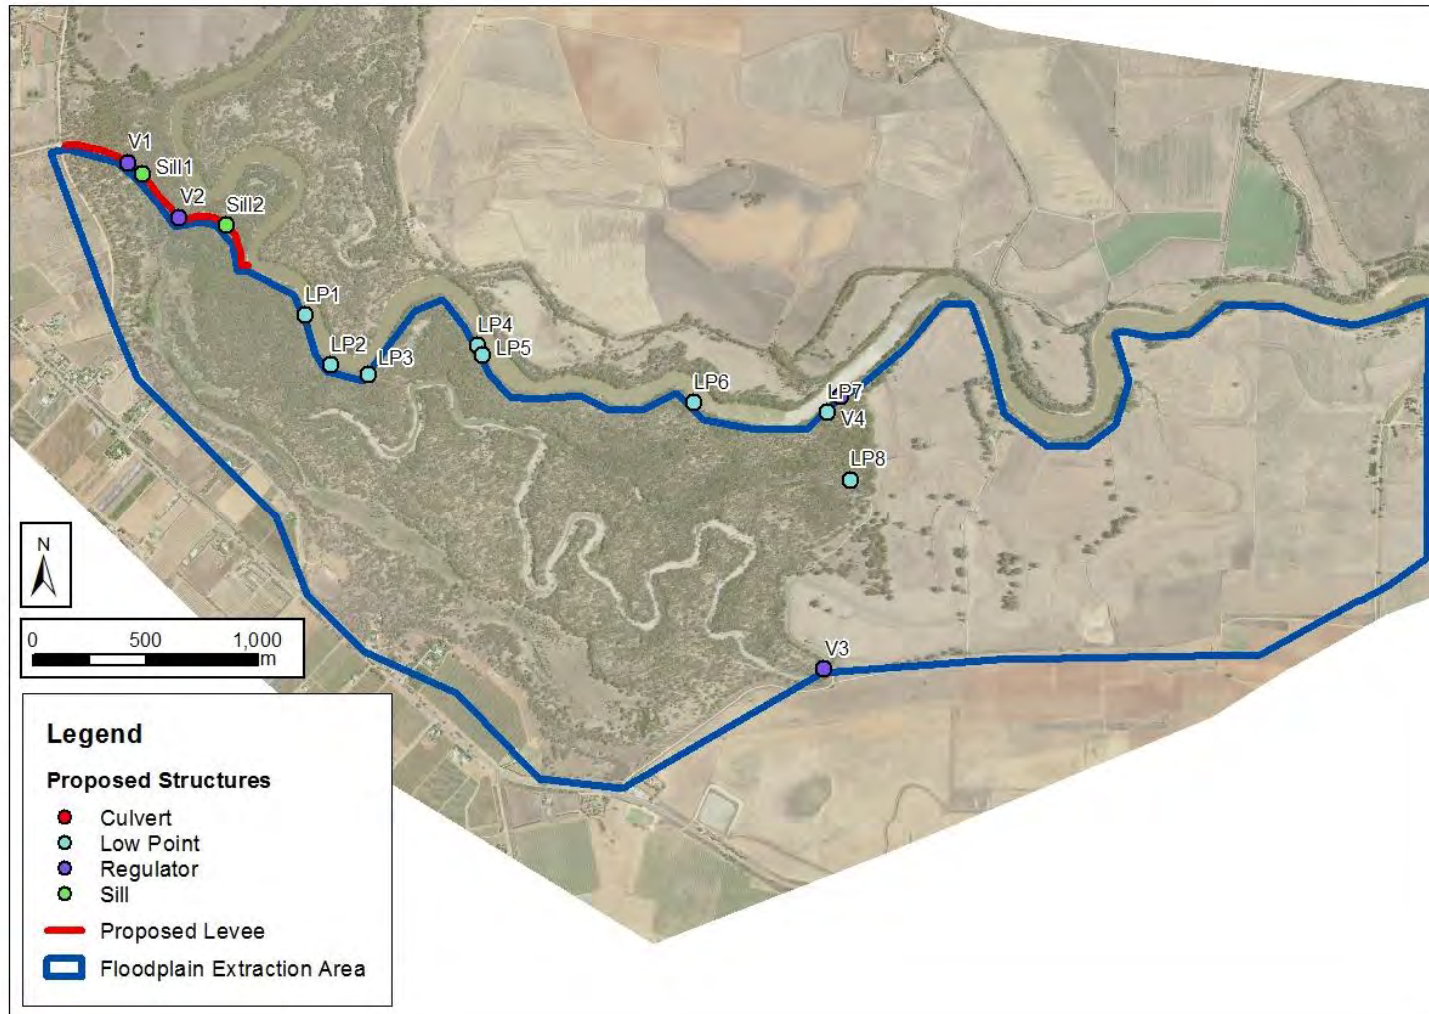 V1
Sill1
V2
Sill2
LP1
LP2
LP3
LP4
LP5
LP6
LP7
V4
LP8
V3
N
0 500 1,000
m
Legend
Proposed Structures
Culvert
Low Point
Regulator
Sill
Proposed Levee
Floodplain Extraction Area